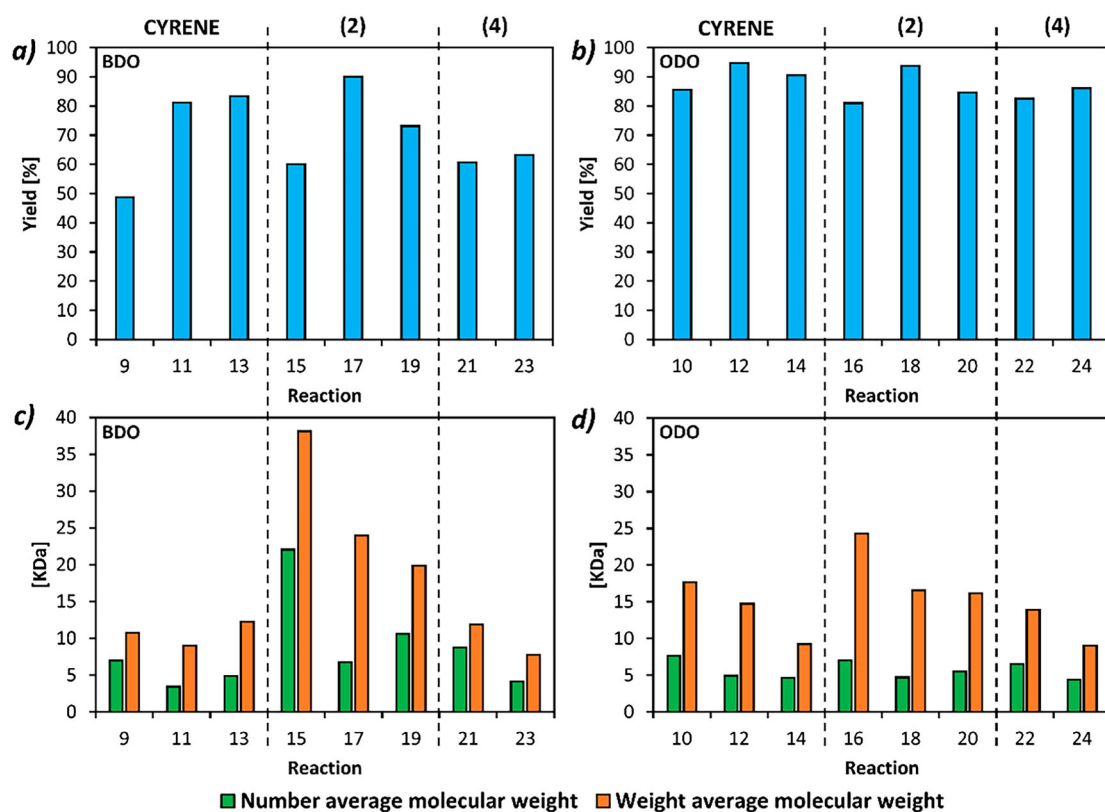 CYRENE (2) (4) CYRENE (2) (4)
a) BDO b) ODO
Yield [%] Yield [%]
100 100
90 90
80 80
70 70
60 60
50 50
40 40
30 30
20 20
10 10
0 0
9 11 13 15 17 19 21 23 10 12 14 16 18 20 22 24
Reaction Reaction
c) BDO d) ODO
[KDa] [KDa]
40 40
35 35
30 30
25 25
20 20
15 15
10 10
5 5
0 0
9 11 13 15 17 19 21 23 10 12 14 16 18 20 22 24
Reaction Reaction
Number average molecular weight Weight average molecular weight